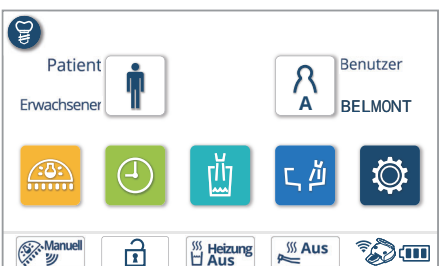 Patient
Benutzer
Erwachsener
A
BELMONT
Manuell
Heizung
Aus
Aus